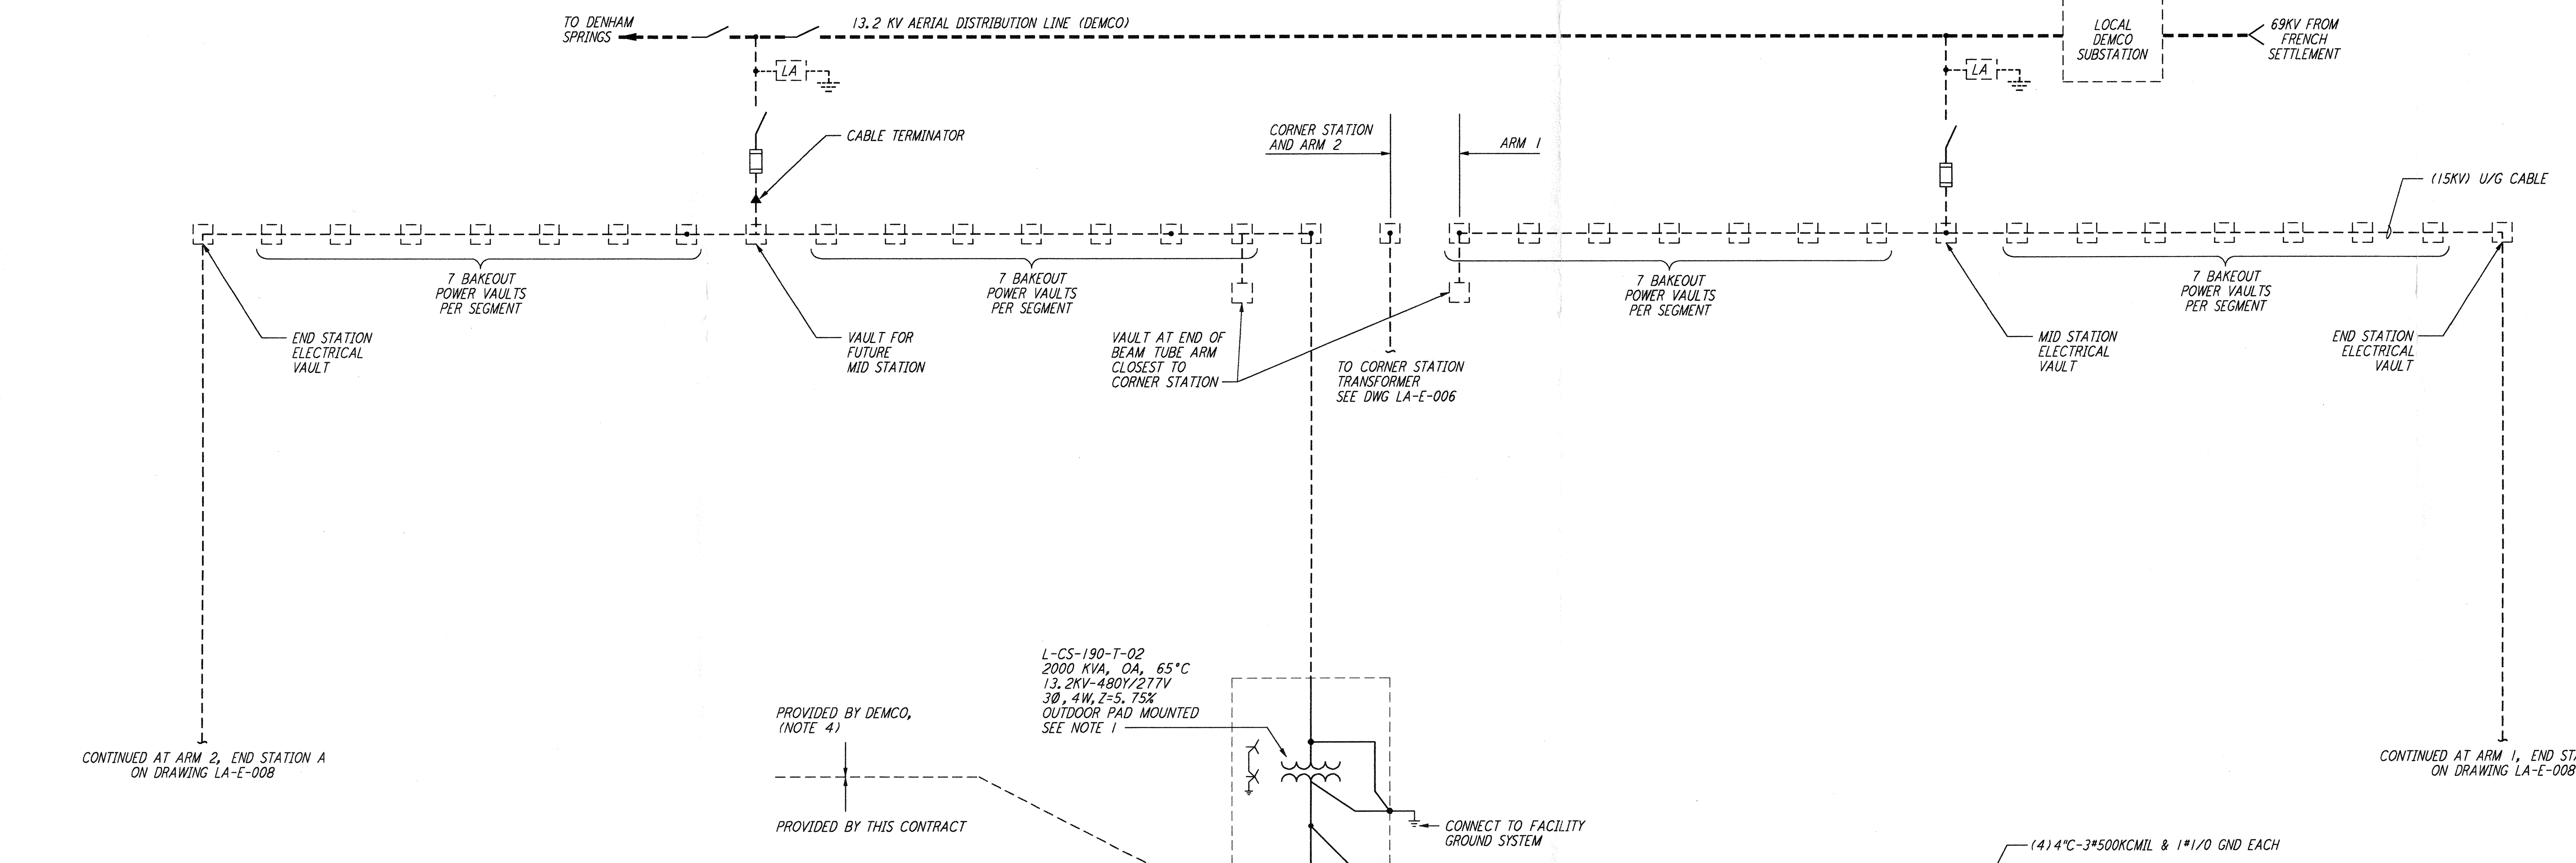 TO DENHAM
SPRINGS
13.2 KV AERIAL DISTRIBUTION LINE (DEMCO)
LOCAL
DEMCO
SUBSTATION
69KV FROM
FRENCH
SETTLEMENT
LA
LA
CABLE TERMINATOR
CORNER STATION
AND ARM 2
ARM 1
(15KV) U/G CABLE
7 BAKEOUT
POWER VAULTS
PER SEGMENT
7 BAKEOUT
POWER VAULTS
PER SEGMENT
7 BAKEOUT
POWER VAULTS
PER SEGMENT
7 BAKEOUT
POWER VAULTS
PER SEGMENT
END STATION
ELECTRICAL
VAULT
VAULT FOR
FUTURE
MID STATION
VAULT AT END OF
BEAM TUBE ARM
CLOSEST TO
CORNER STATION
TO CORNER STATION
TRANSFORMER
SEE DWG LA-E-006
MID STATION
ELECTRICAL
VAULT
END STATION
ELECTRICAL
VAULT
L-CS-190-T-02
2000 KVA, OA, 65°C
13.2KV-480Y/277V
3Ø, 4W, Z=5.75%
OUTDOOR PAD MOUNTED
SEE NOTE 1
PROVIDED BY DEMCO,
(NOTE 4)
PROVIDED BY THIS CONTRACT
CONTINUED AT ARM 2, END STATION A
ON DRAWING LA-E-008
CONTINUED AT ARM 1, END STA
ON DRAWING LA-E-008
CONNECT TO FACILITY
GROUND SYSTEM
(4)4"C-3#500KCMIL & 1#1/0 GND EACH